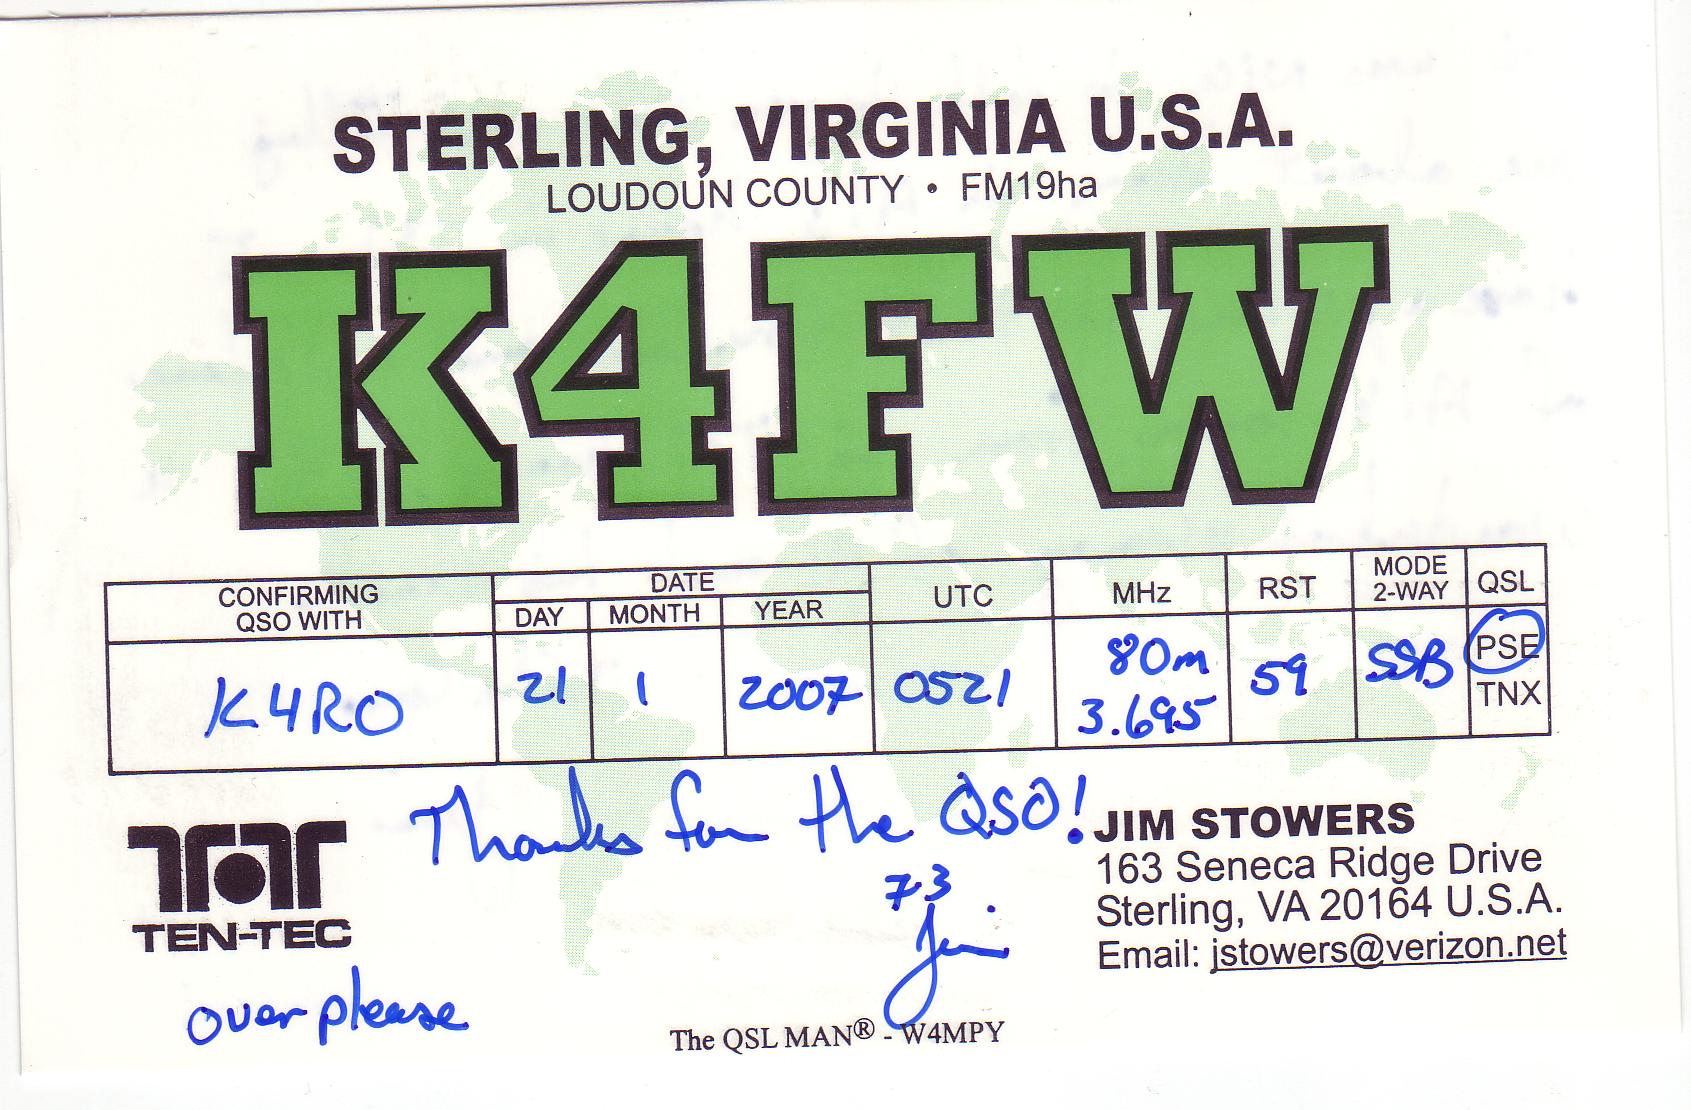 STERLING, VIRGINIA U.S.A.
LOUDOUN COUNTY • FM19ha
K4FW
CONFIRMING QSO WITH
DATE
DAY MONTH YEAR
UTC
MHz
RST
MODE 2-WAY
QSL
K4RO 21 1 2007 0521 80m 3.695 59 SSB PSE TNX
Thanks for the QSO!
73
Jim
TEN-TEC
over please
JIM STOWERS
163 Seneca Ridge Drive
Sterling, VA 20164 U.S.A.
Email: jstowers@verizon.net
The QSL MAN® - W4MPY